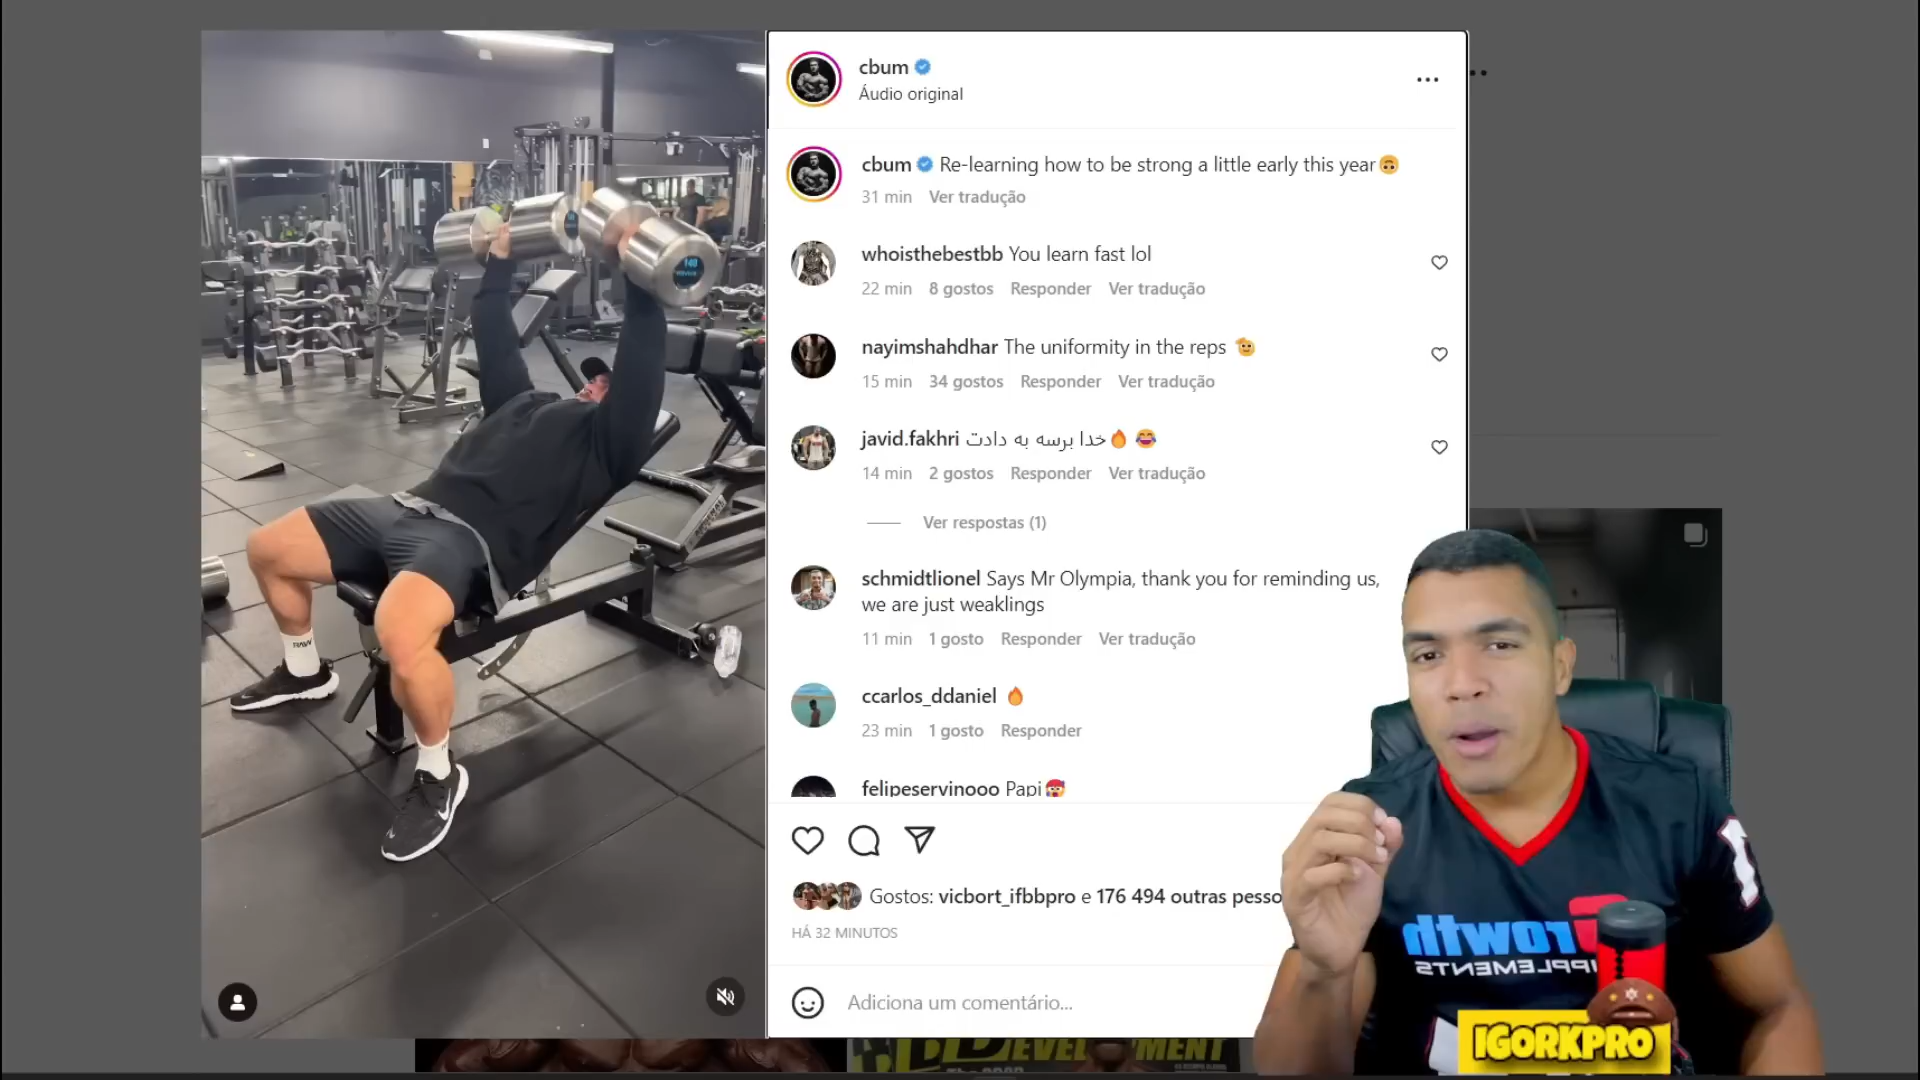 cbum
Áudio original
cbum Re-learning how to be strong a little early this year🙃
31 min Ver tradução
whoisthebestbb You learn fast lol
22 min 8 gostos Responder Ver tradução
nayimshahdhar The uniformity in the reps 🫡
15 min 34 gostos Responder Ver tradução
javid.fakhri خدا برسه به دادت🔥😂
14 min 2 gostos Responder Ver tradução
Ver respostas (1)
schmidtlionel Says Mr Olympia, thank you for reminding us,
we are just weaklings
11 min 1 gosto Responder Ver tradução
ccarlos_ddaniel 🔥
23 min 1 gosto Responder
felipeservinooo Papi🥵
Gostos: vicbort_ifbbpro e 176 494 outras pesso
HÁ 32 MINUTOS
Adiciona um comentário...
140
rowth
PPLEMENTS
IGORKPRO
EVEL MENT